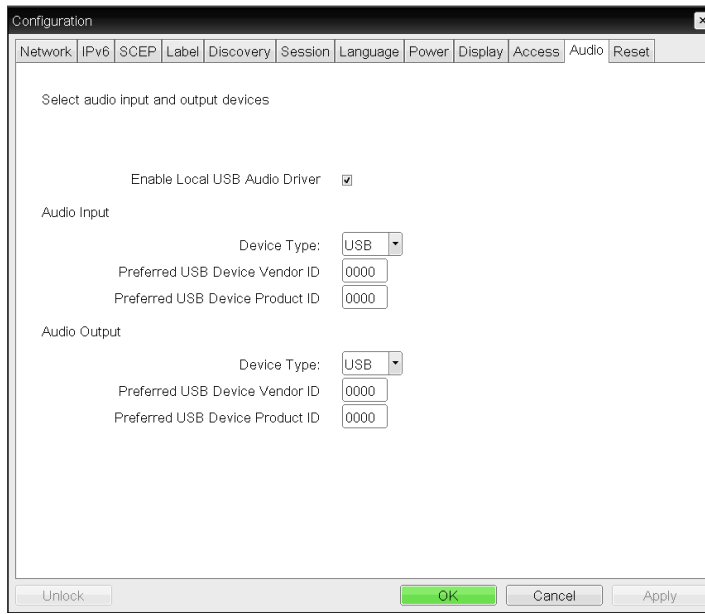 Configuration
Network IPv6 SCEP Label Discovery Session Language Power Display Access Audio Reset
Select audio input and output devices
Enable Local USB Audio Driver
Audio Input
Device Type: USB
Preferred USB Device Vendor ID 0000
Preferred USB Device Product ID 0000
Audio Output
Device Type: USB
Preferred USB Device Vendor ID 0000
Preferred USB Device Product ID 0000
Unlock OK Cancel Apply